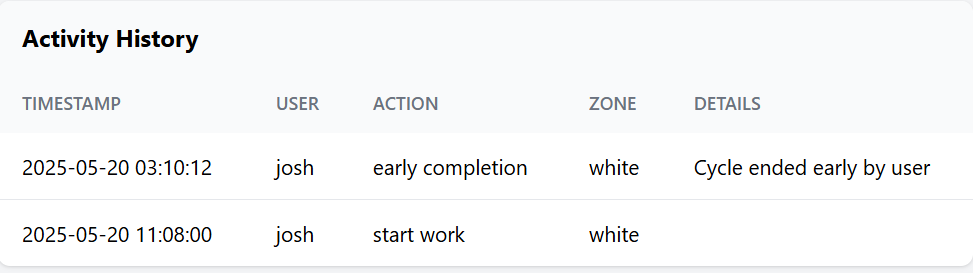 Activity History
TIMESTAMP USER ACTION ZONE DETAILS
2025-05-20 03:10:12 josh early completion white Cycle ended early by user
2025-05-20 11:08:00 josh start work white